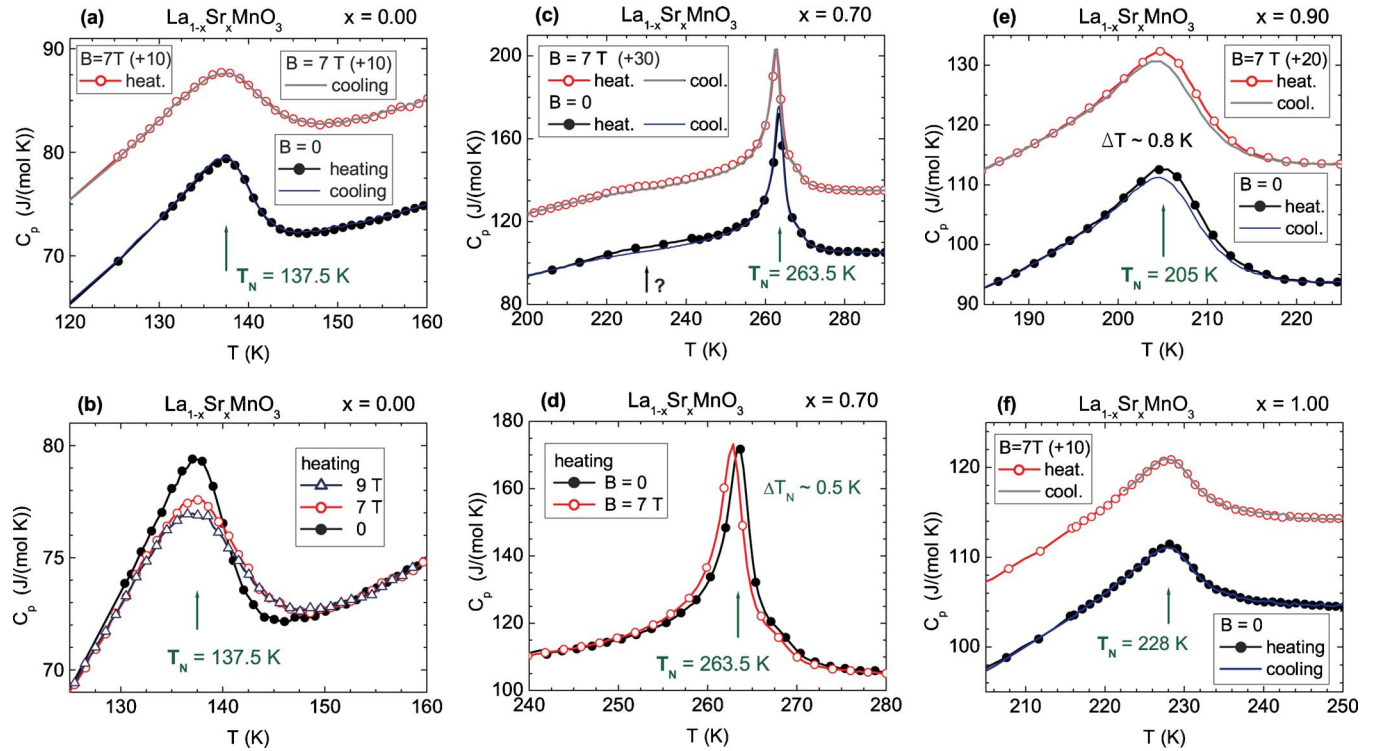 (a) La1-xSrxMnO3 x = 0.00
90
80
70
B=7T (+10)
heat.
B = 7 T (+10)
cooling
B = 0
heating
cooling
TN = 137.5 K
Cp (J/(mol K))
120 130 140 150 160
T (K)
(c) La1-xSrxMnO3 x = 0.70
200
160
120
80
B = 7 T (+30)
heat. cool.
B = 0
heat. cool.
?
TN = 263.5 K
Cp (J/(mol K))
200 220 240 260 280
T (K)
(e) La1-xSrxMnO3 x = 0.90
130
120
110
100
90
B=7T (+20)
heat.
cool.
ΔT ~ 0.8 K
B = 0
heat.
cool.
TN = 205 K
Cp (J/(mol K))
190 200 210 220
T (K)
(b) La1-xSrxMnO3 x = 0.00
80
75
70
heating
9 T
7 T
0
TN = 137.5 K
Cp (J/(mol K))
130 140 150 160
T (K)
(d) La1-xSrxMnO3 x = 0.70
180
160
140
120
100
heating
B = 0
B = 7 T
ΔTN ~ 0.5 K
TN = 263.5 K
Cp (J/(mol K))
240 250 260 270 280
T (K)
(f) La1-xSrxMnO3 x = 1.00
120
110
100
B=7T (+10)
heat.
cool.
B = 0
heating
cooling
TN = 228 K
Cp (J/(mol K))
210 220 230 240 250
T (K)